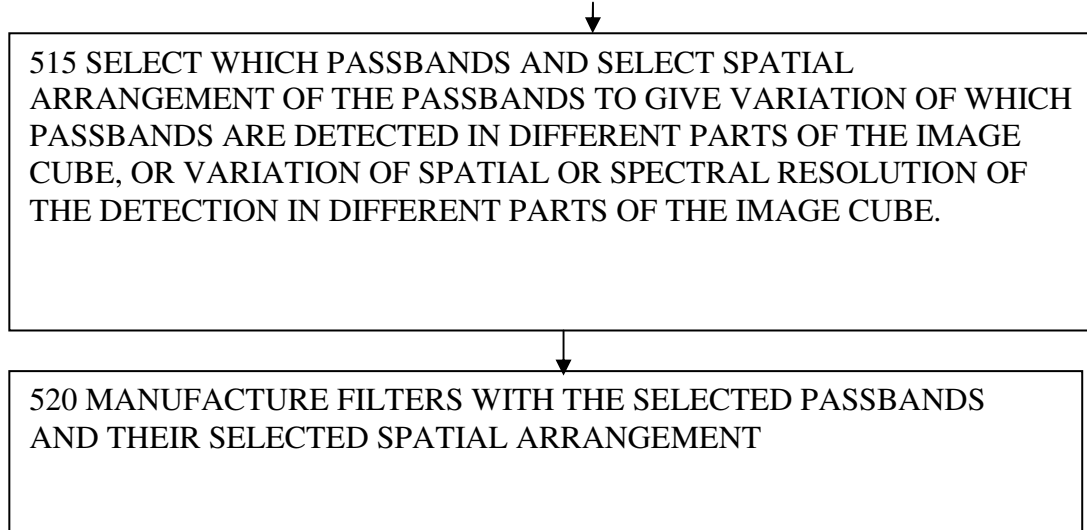 515 SELECT WHICH PASSBANDS AND SELECT SPATIAL
ARRANGEMENT OF THE PASSBANDS TO GIVE VARIATION OF WHICH
PASSBANDS ARE DETECTED IN DIFFERENT PARTS OF THE IMAGE
CUBE, OR VARIATION OF SPATIAL OR SPECTRAL RESOLUTION OF
THE DETECTION IN DIFFERENT PARTS OF THE IMAGE CUBE.
520 MANUFACTURE FILTERS WITH THE SELECTED PASSBANDS
AND THEIR SELECTED SPATIAL ARRANGEMENT